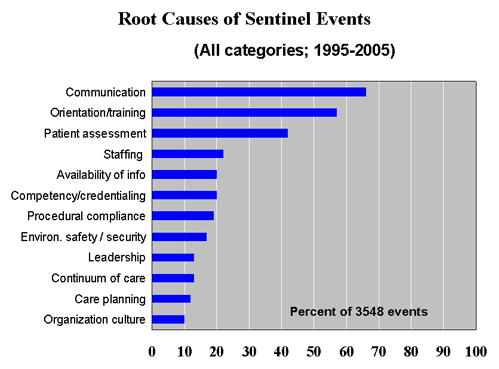 Root Causes of Sentinel Events
(All categories; 1995-2005)
Communication
Orientation/training
Patient assessment
Staffing
Availability of info
Competency/credentialing
Procedural compliance
Environ. safety / security
Leadership
Continuum of care
Care planning
Organization culture
Percent of 3548 events
0 10 20 30 40 50 60 70 80 90 100